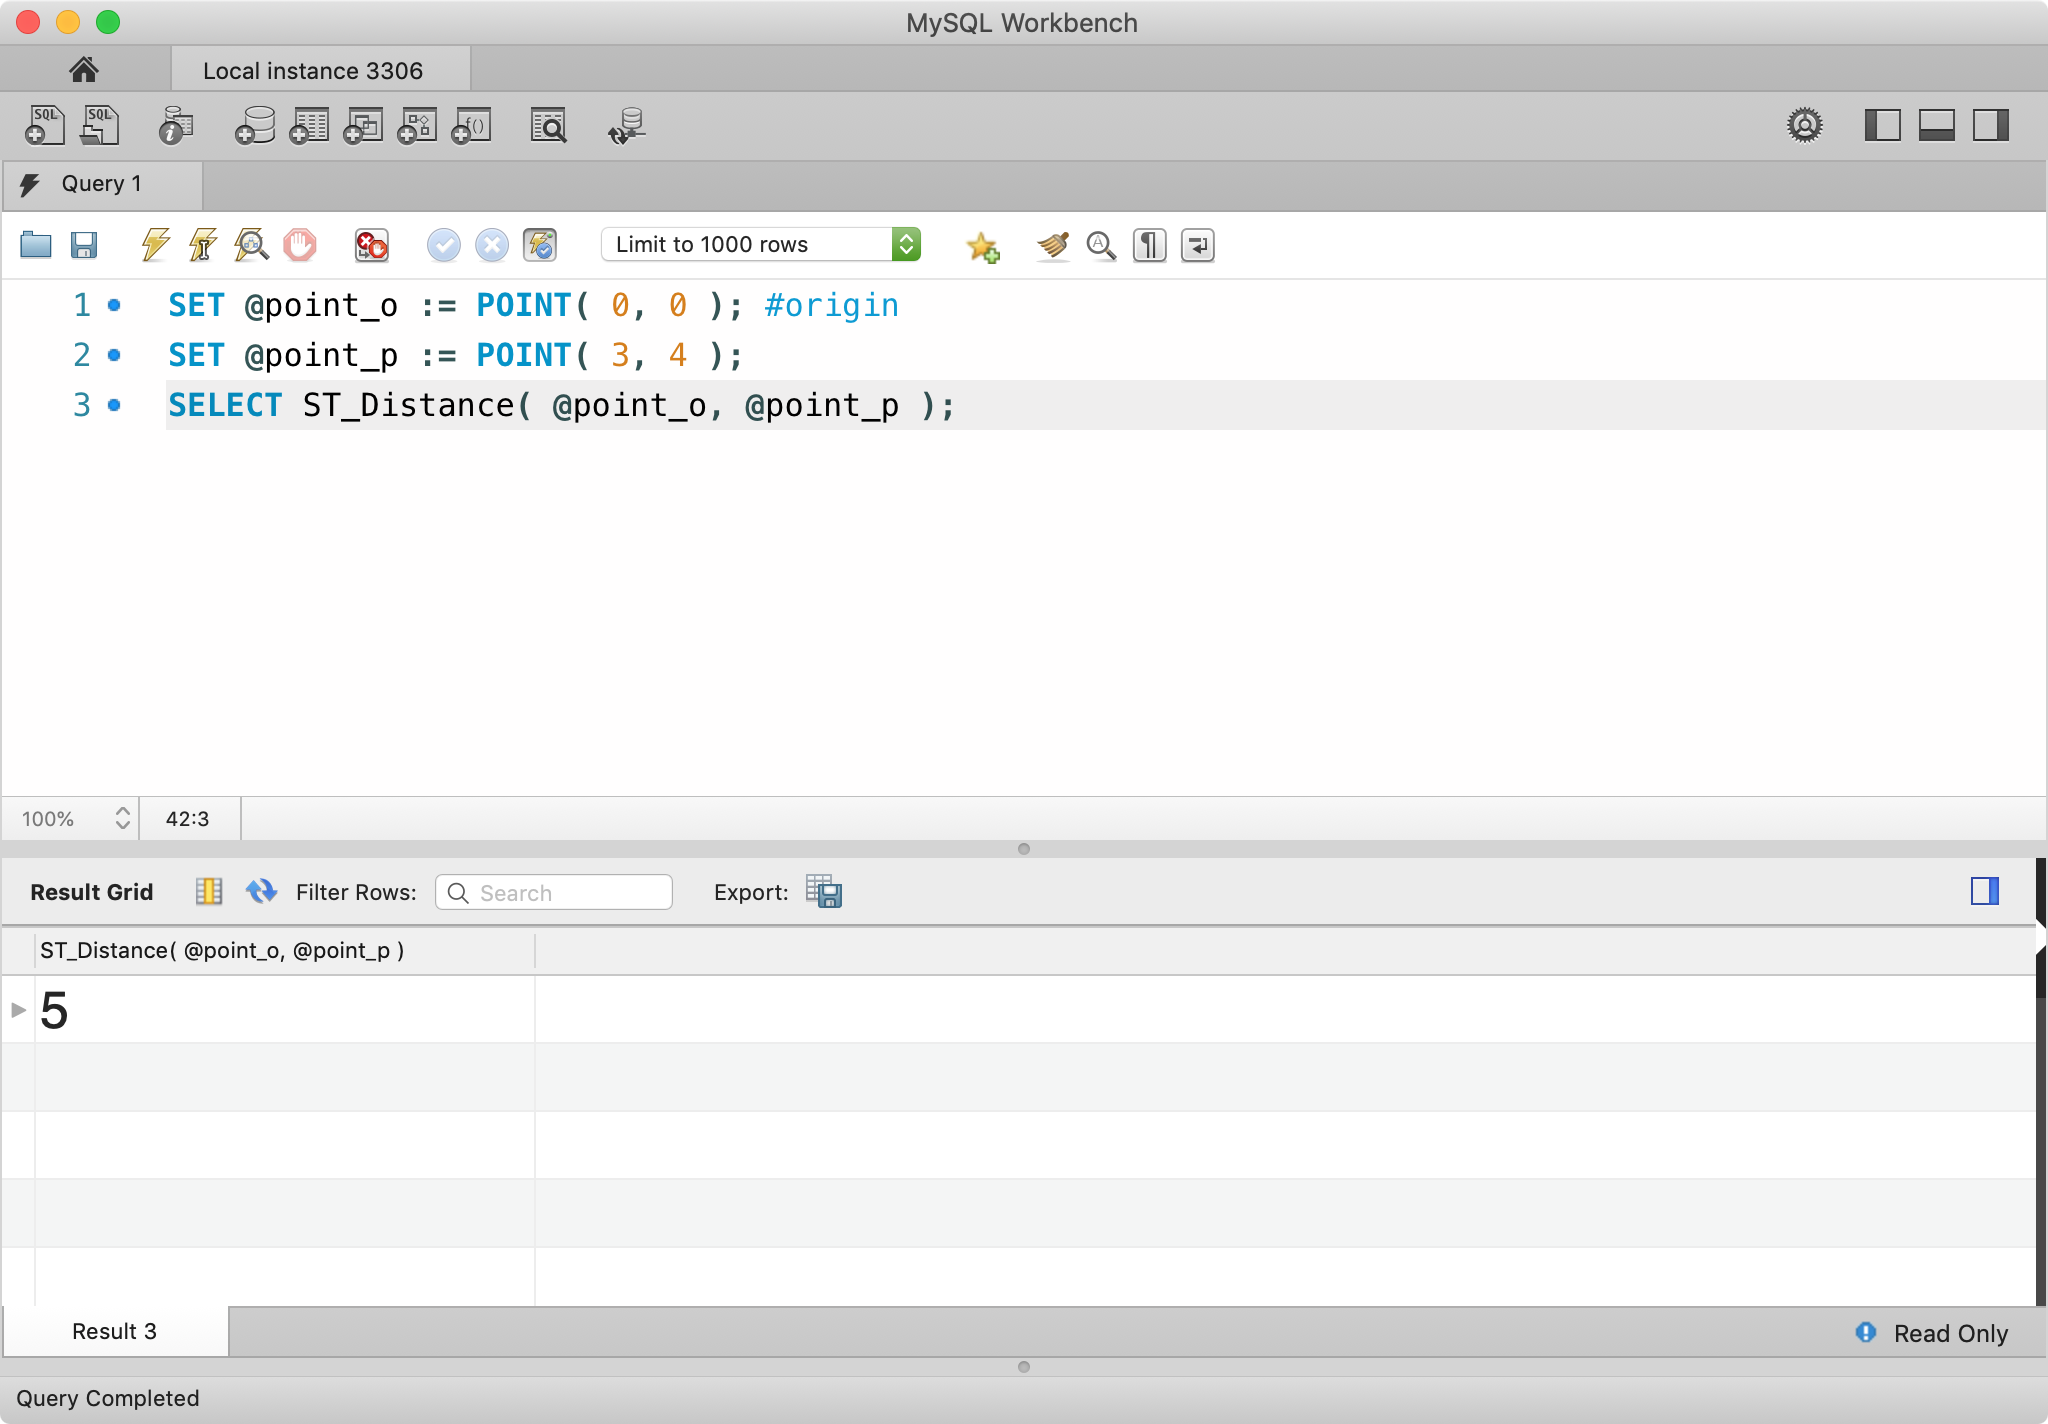 MySQL Workbench
Local instance 3306
SQL SQL f()
Query 1
Limit to 1000 rows
1 SET @point_o := POINT( 0, 0 ); #origin
2 SET @point_p := POINT( 3, 4 );
3 SELECT ST_Distance( @point_o, @point_p );
100% 42:3
Result Grid Filter Rows: Search Export:
ST_Distance( @point_o, @point_p )
5
Result 3 Read Only
Query Completed